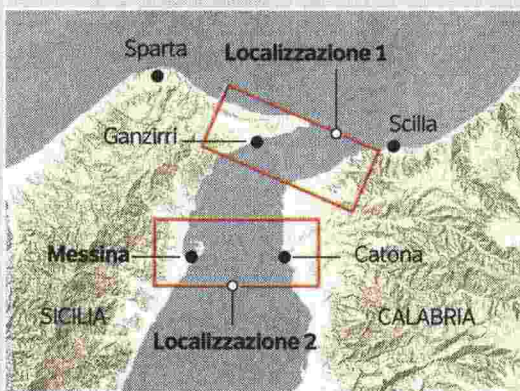 Sparta
Localizzazione 1
Ganzirri
Scilla
Messina
Catona
SICILIA
CALABRIA
Localizzazione 2